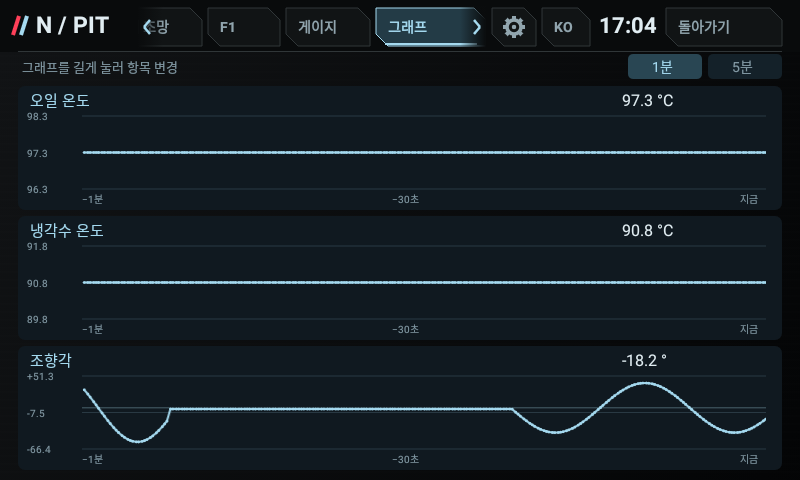 N / PIT
F1
게이지
그래프
KO
17:04
돌아가기
그래프를 길게 눌러 항목 변경
1분
5분
오일 온도
97.3 °C
98.3
97.3
96.3
−1분
−30초
지금
냉각수 온도
90.8 °C
91.8
90.8
89.8
−1분
−30초
지금
조향각
-18.2 °
+51.3
-7.5
-66.4
−1분
−30초
지금